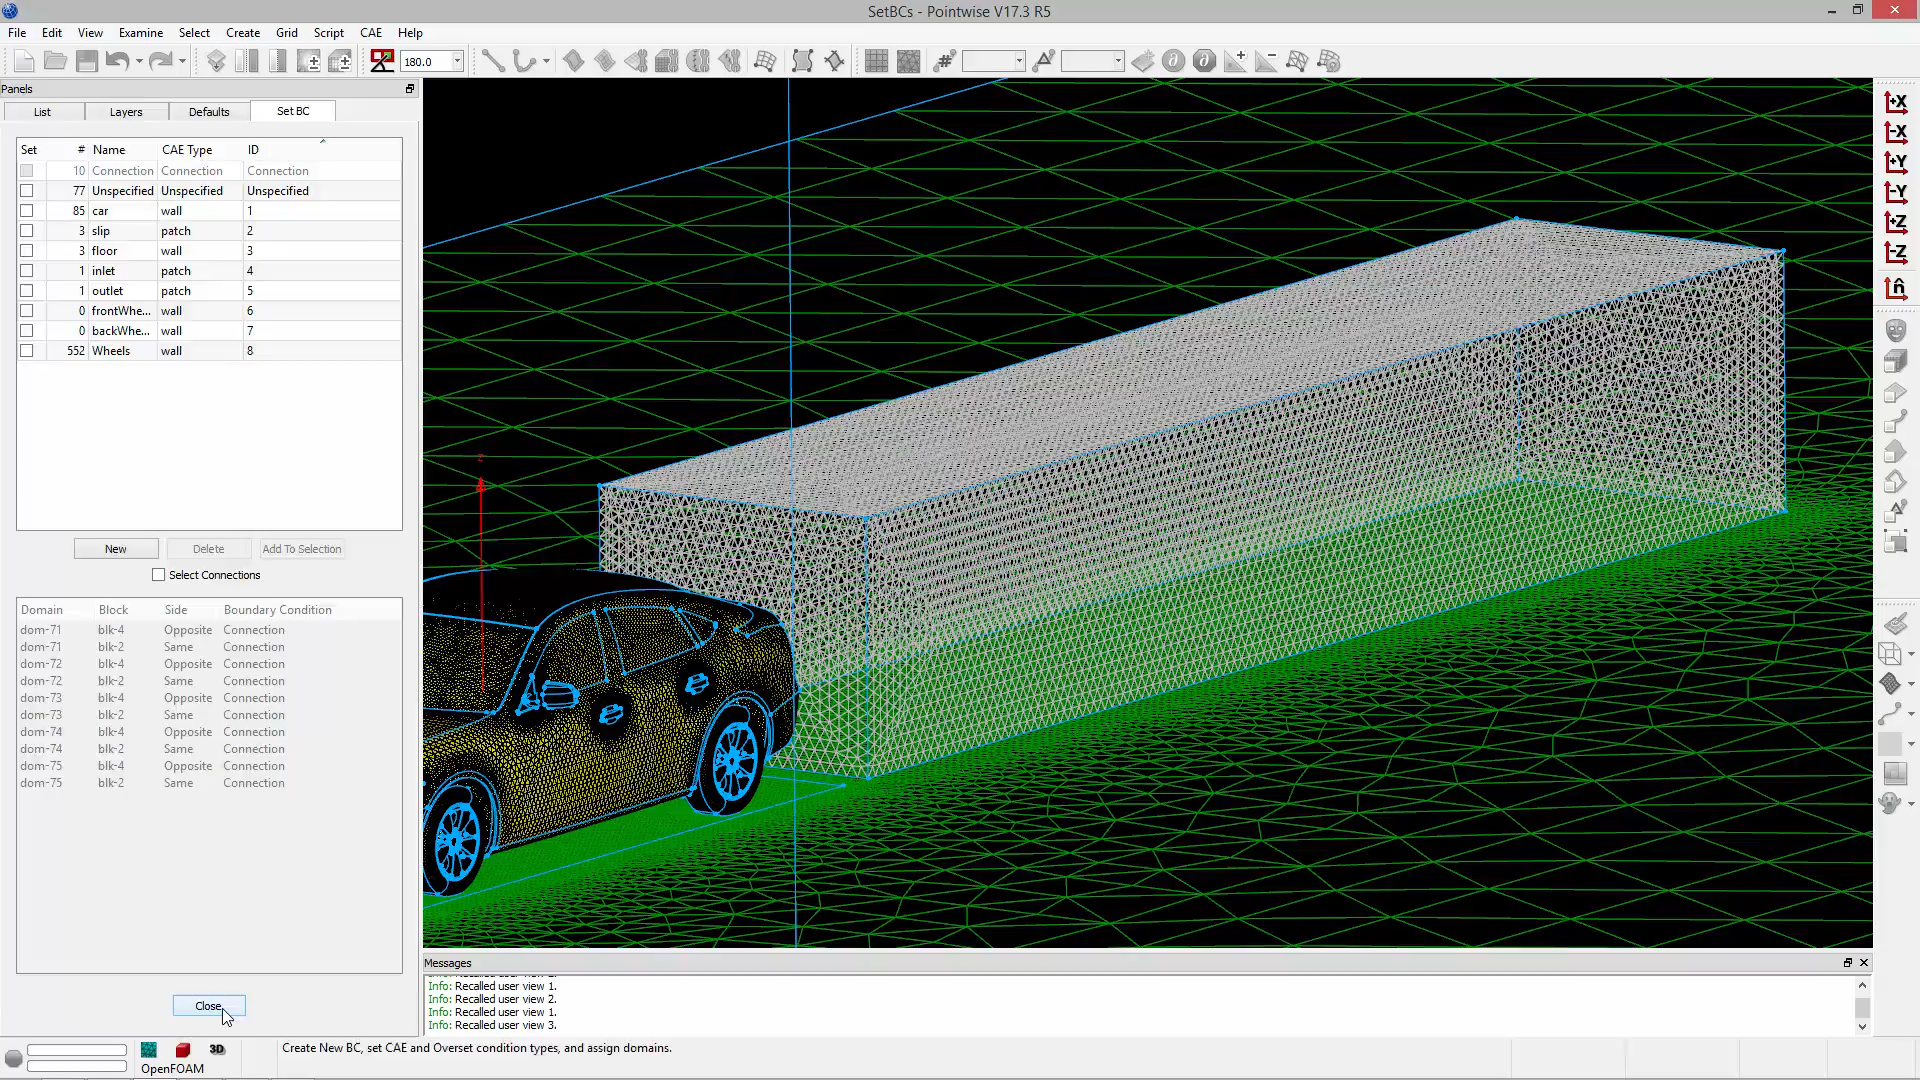 SetBCs - Pointwise V17.3 R5
File Edit View Examine Select Create Grid Script CAE Help
180.0
Panels
List Layers Defaults Set BC
Set # Name CAE Type ID
10 Connection Connection Connection
77 Unspecified Unspecified Unspecified
85 car wall 1
3 slip patch 2
3 floor wall 3
1 inlet patch 4
1 outlet patch 5
0 frontWhe... wall 6
0 backWhe... wall 7
552 Wheels wall 8
New Delete Add To Selection
Select Connections
Domain Block Side Boundary Condition
dom-71 blk-4 Opposite Connection
dom-71 blk-2 Same Connection
dom-72 blk-4 Opposite Connection
dom-72 blk-2 Same Connection
dom-73 blk-4 Opposite Connection
dom-73 blk-2 Same Connection
dom-74 blk-4 Opposite Connection
dom-74 blk-2 Same Connection
dom-75 blk-4 Opposite Connection
dom-75 blk-2 Same Connection
Close
z
+X
-X
+Y
-Y
+Z
-Z
n̂
Messages
Info: Recalled user view 1.
Info: Recalled user view 2.
Info: Recalled user view 1.
Info: Recalled user view 3.
3D
OpenFOAM
Create New BC, set CAE and Overset condition types, and assign domains.